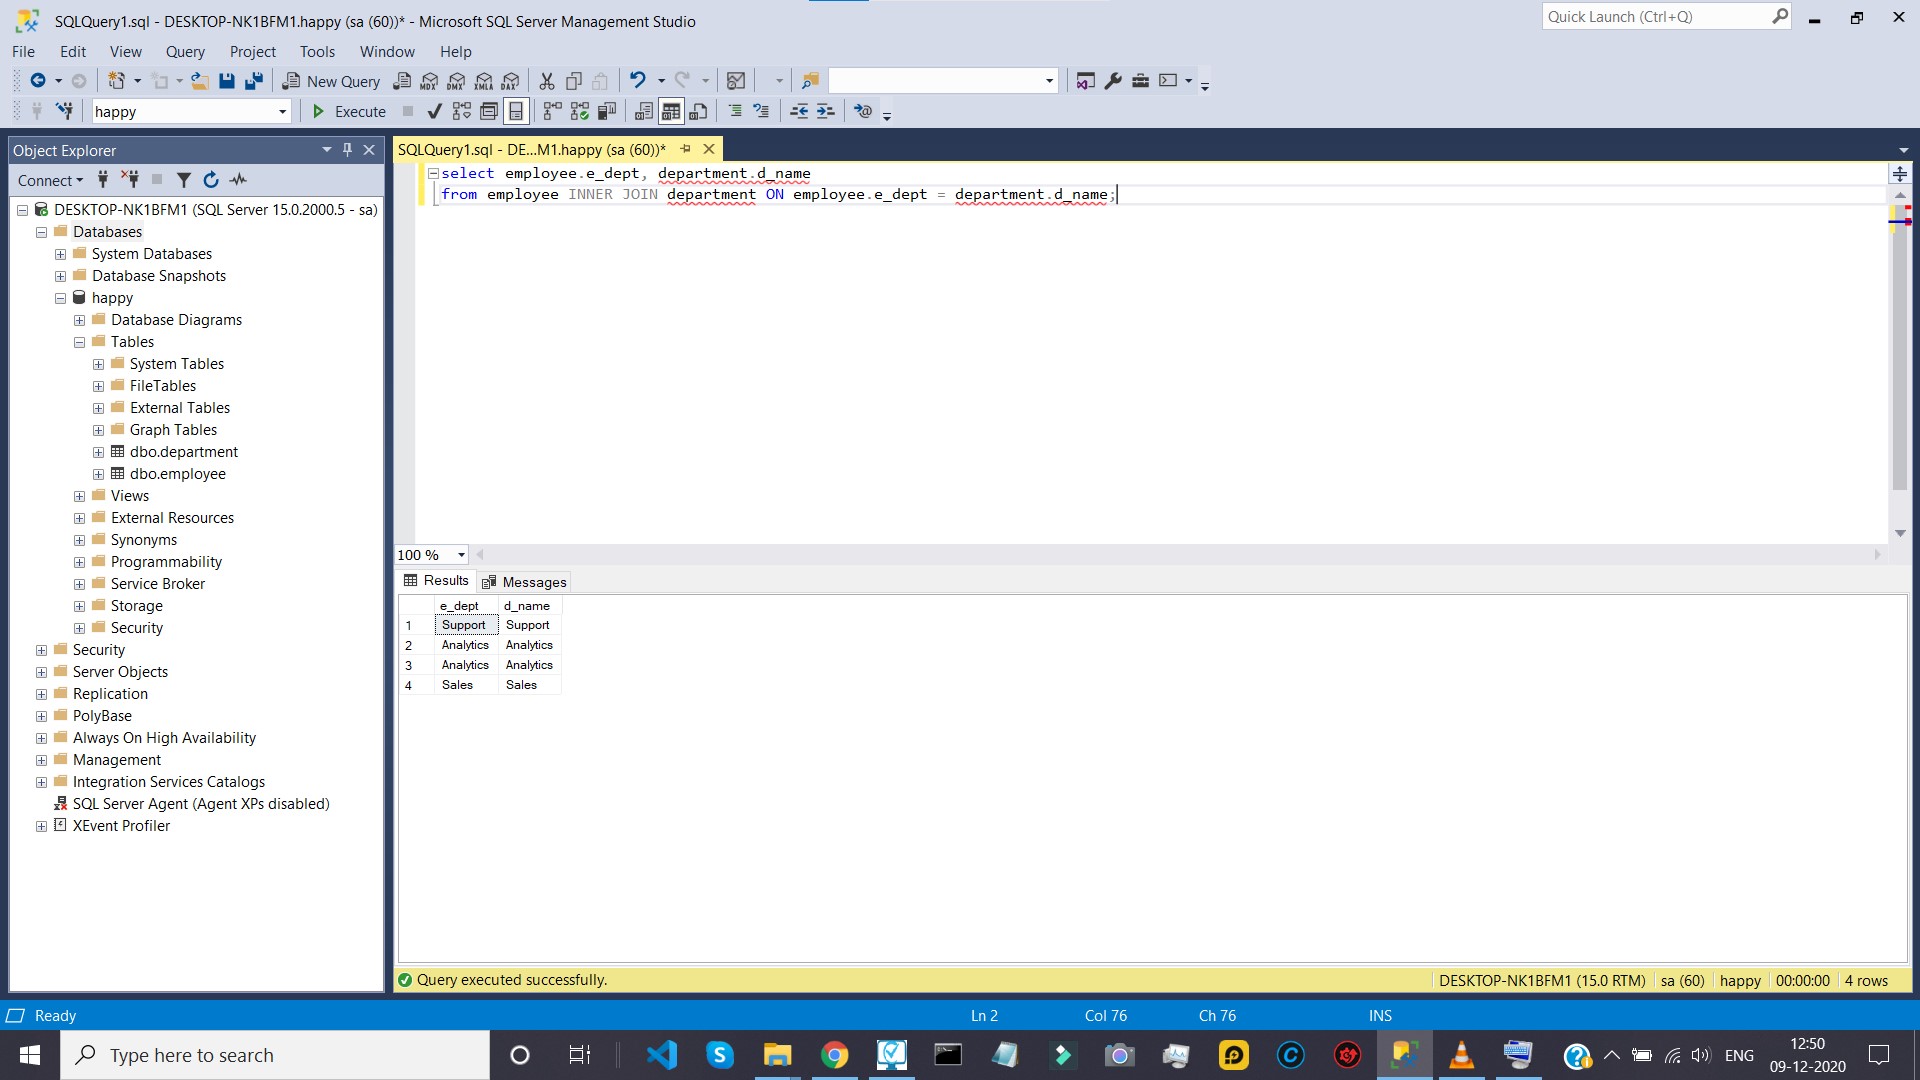 SQLQuery1.sql - DESKTOP-NK1BFM1.happy (sa (60))* - Microsoft SQL Server Management Studio
Quick Launch (Ctrl+Q)
File Edit View Query Project Tools Window Help
New Query MDX DMX XMLA DAX
happy Execute
Object Explorer
SQLQuery1.sql - DE...M1.happy (sa (60))*
Connect
select employee.e_dept, department.d_name
from employee INNER JOIN department ON employee.e_dept = department.d_name;
DESKTOP-NK1BFM1 (SQL Server 15.0.2000.5 - sa)
Databases
System Databases
Database Snapshots
happy
Database Diagrams
Tables
System Tables
FileTables
External Tables
Graph Tables
dbo.department
dbo.employee
Views
External Resources
Synonyms
Programmability
Service Broker
Storage
Security
Security
Server Objects
Replication
PolyBase
Always On High Availability
Management
Integration Services Catalogs
SQL Server Agent (Agent XPs disabled)
XEvent Profiler
100 %
Results Messages
e_dept d_name
1 Support Support
2 Analytics Analytics
3 Analytics Analytics
4 Sales Sales
Query executed successfully.
DESKTOP-NK1BFM1 (15.0 RTM) sa (60) happy 00:00:00 4 rows
Ready Ln 2 Col 76 Ch 76 INS
Type here to search
ENG
12:50
09-12-2020